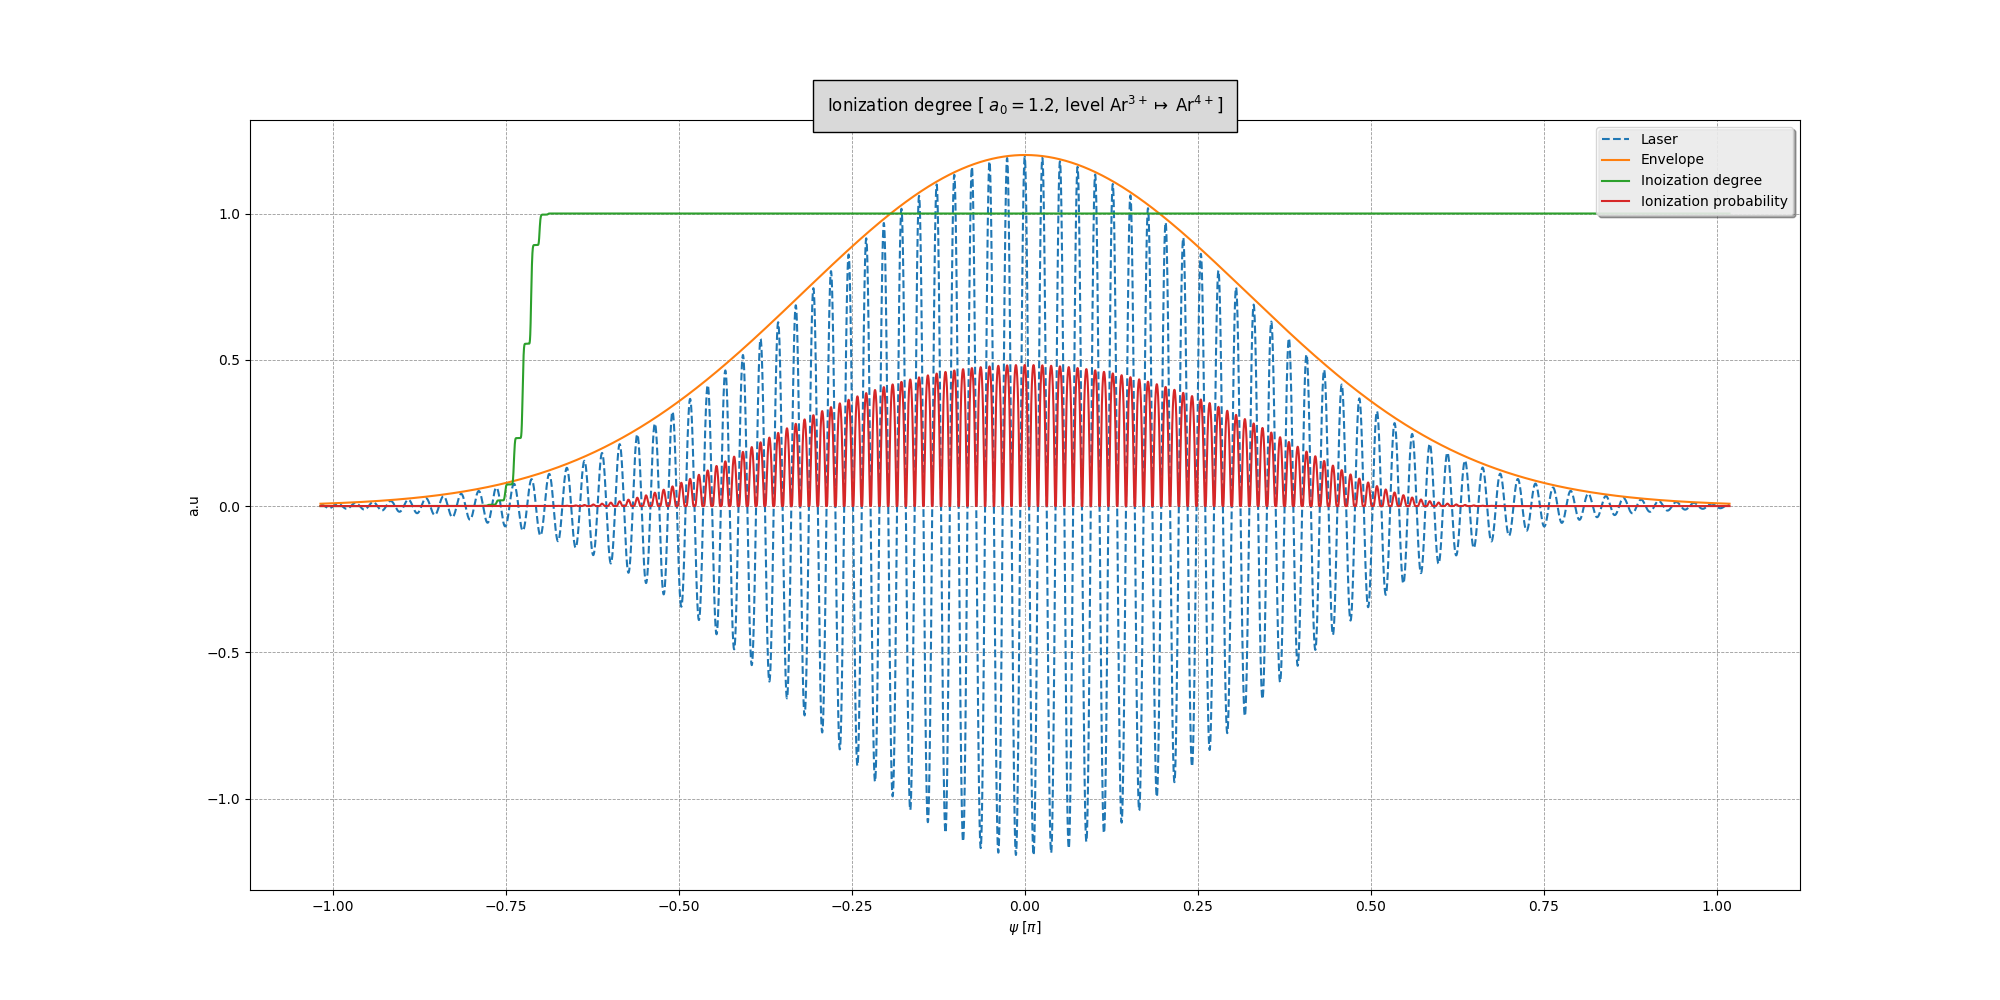 Ionization degree [ a₀ = 1.2, level Ar³⁺ ↦ Ar⁴⁺]
Laser
Envelope
Inoization degree
Ionization probability
1.0
0.5
0.0
−0.5
−1.0
a.u
−1.00 −0.75 −0.50 −0.25 0.00 0.25 0.50 0.75 1.00
ψ [π]